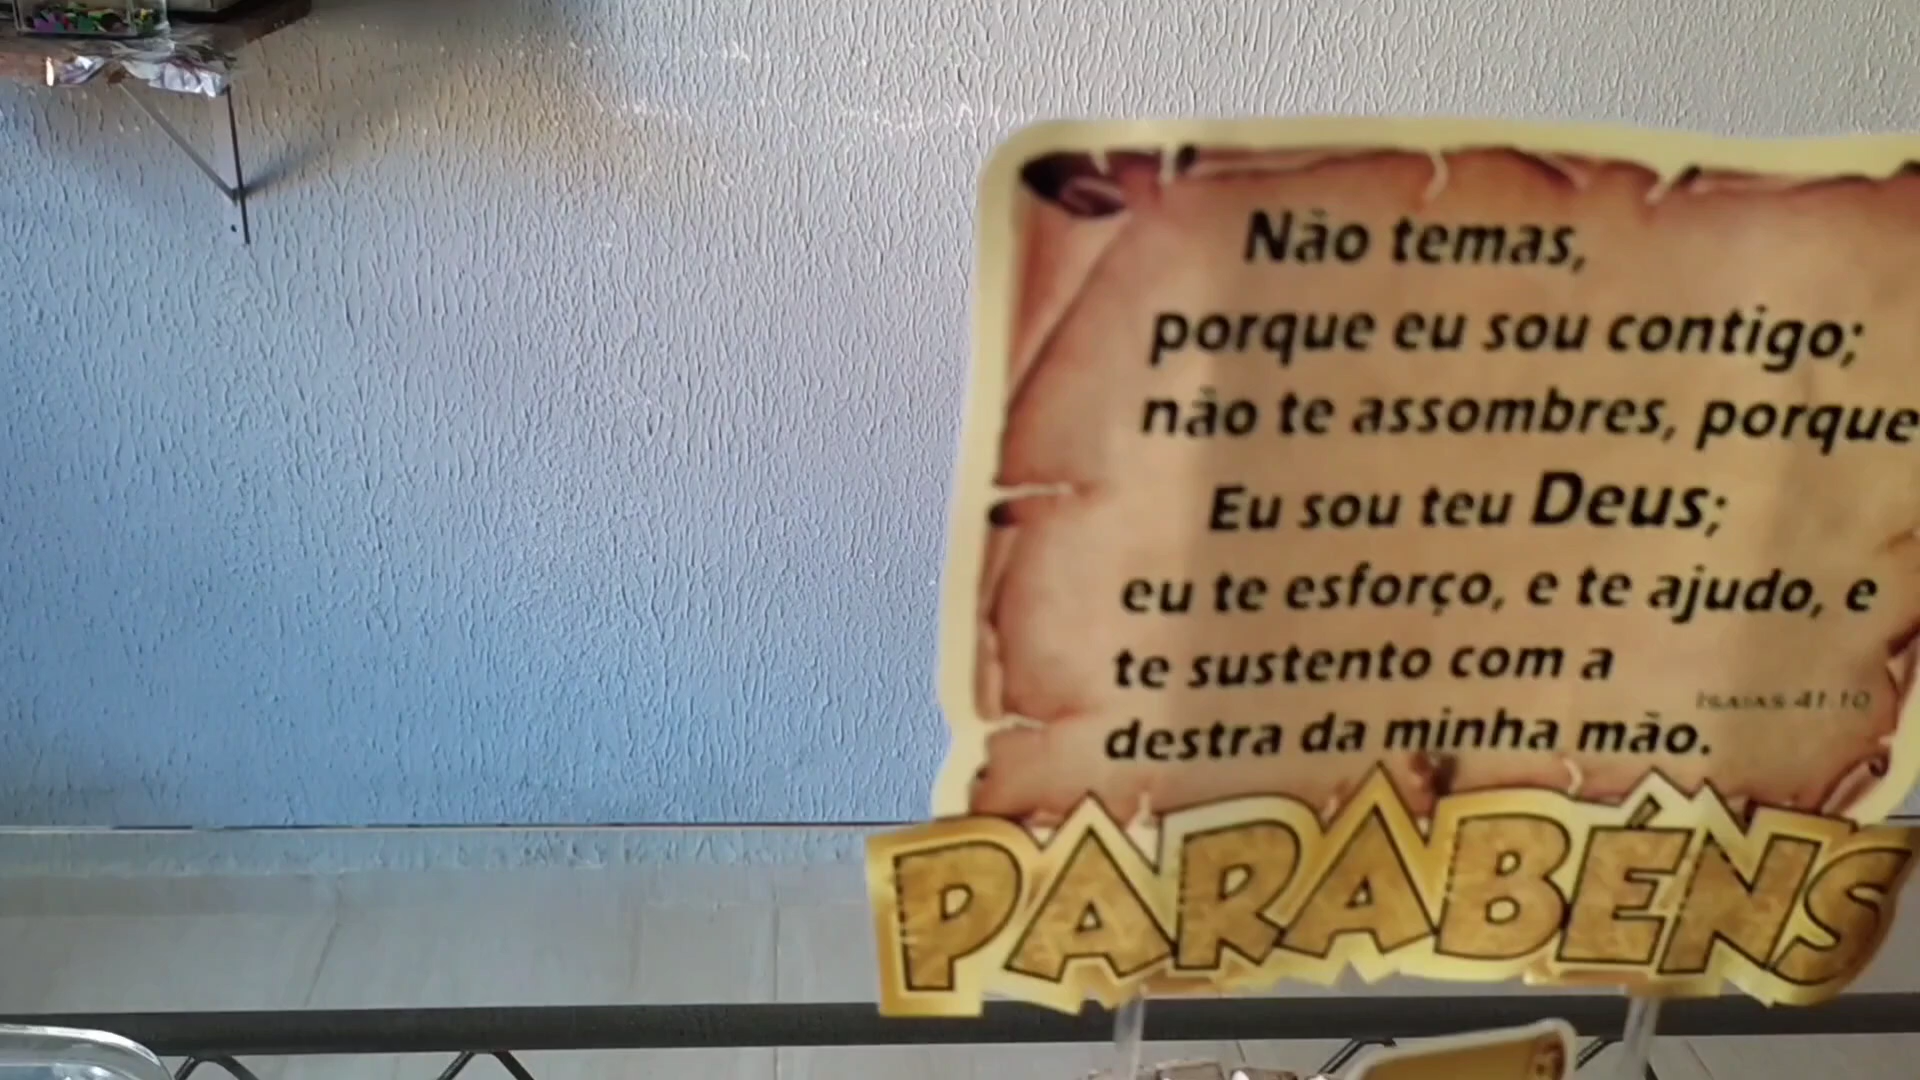 Não temas,
porque eu sou contigo;
não te assombres, porque
Eu sou teu Deus;
eu te esforço, e te ajudo, e
te sustento com a
destra da minha mão.
ISAIAS 41:10
PARABÉNS